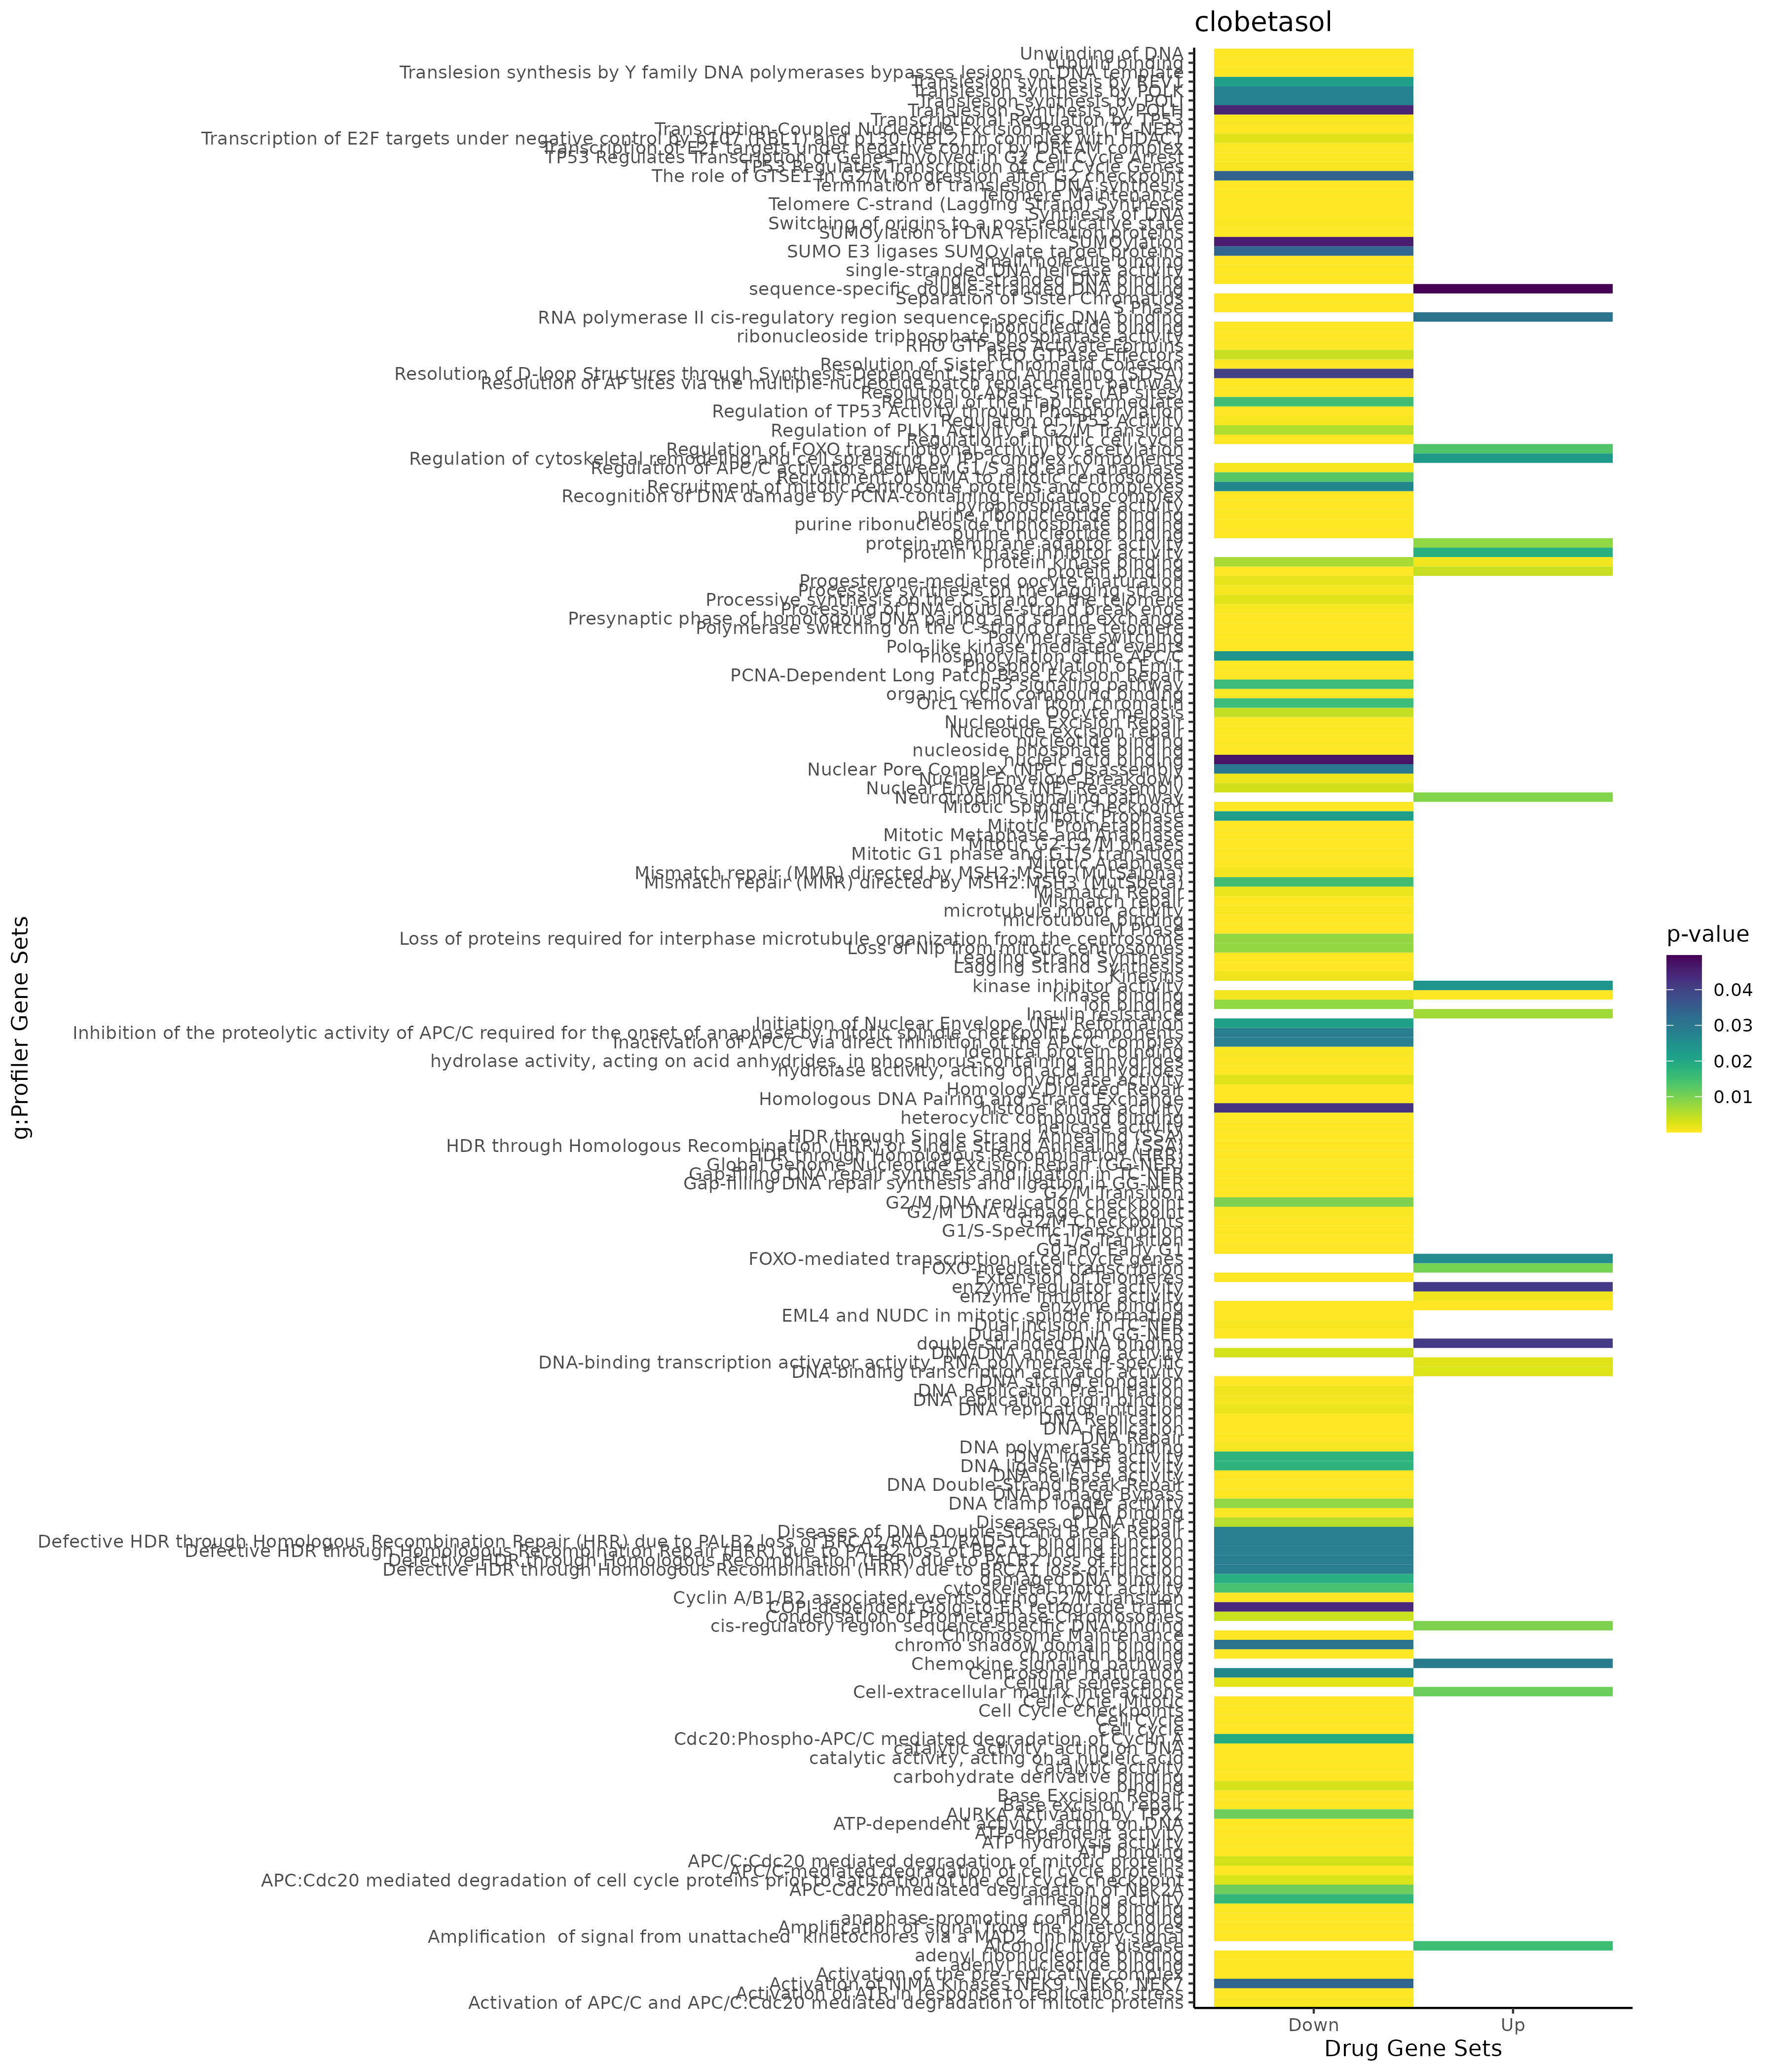 clobetasol
Unwinding of DNA
tubulin binding
Translesion synthesis by Y family DNA polymerases bypasses lesions on DNA template
Translesion synthesis by REV1
Translesion synthesis by POLK
Translesion synthesis by POLI
Translesion Synthesis by POLH
Transcriptional Regulation by TP53
Transcription-Coupled Nucleotide Excision Repair (TC-NER)
Transcription of E2F targets under negative control by p107 (RBL1) and p130 (RBL2) in complex with HDAC1
Transcription of E2F targets under negative control by DREAM complex
TP53 Regulates Transcription of Genes Involved in G2 Cell Cycle Arrest
TP53 Regulates Transcription of Cell Cycle Genes
The role of GTSE1 in G2/M progression after G2 checkpoint
Termination of translesion DNA synthesis
Telomere Maintenance
Telomere C-strand (Lagging Strand) Synthesis
Synthesis of DNA
Switching of origins to a post-replicative state
SUMOylation of DNA replication proteins
SUMOylation
SUMO E3 ligases SUMOylate target proteins
small molecule binding
single-stranded DNA helicase activity
single-stranded DNA binding
sequence-specific double-stranded DNA binding
Separation of Sister Chromatids
S Phase
RNA polymerase II cis-regulatory region sequence-specific DNA binding
ribonucleotide binding
ribonucleoside triphosphate phosphatase activity
RHO GTPases Activate Formins
RHO GTPase Effectors
Resolution of Sister Chromatid Cohesion
Resolution of D-loop Structures through Synthesis-Dependent Strand Annealing (SDSA)
Resolution of AP sites via the multiple-nucleotide patch replacement pathway
Resolution of Abasic Sites (AP sites)
Removal of the Flap Intermediate
Regulation of TP53 Activity through Phosphorylation
Regulation of TP53 Activity
Regulation of PLK1 Activity at G2/M Transition
Regulation of mitotic cell cycle
Regulation of FOXO transcriptional activity by acetylation
Regulation of cytoskeletal remodeling and cell spreading by IPP complex components
Regulation of APC/C activators between G1/S and early anaphase
Recruitment of NuMA to mitotic centrosomes
Recruitment of mitotic centrosome proteins and complexes
Recognition of DNA damage by PCNA-containing replication complex
pyrophosphatase activity
purine ribonucleotide binding
purine ribonucleoside triphosphate binding
purine nucleotide binding
protein-membrane adaptor activity
protein kinase inhibitor activity
protein kinase binding
protein binding
Progesterone-mediated oocyte maturation
Processive synthesis on the lagging strand
Processive synthesis on the C-strand of the telomere
Processing of DNA double-strand break ends
Presynaptic phase of homologous DNA pairing and strand exchange
Polymerase switching on the C-strand of the telomere
Polymerase switching
Polo-like kinase mediated events
Phosphorylation of the APC/C
Phosphorylation of Emi1
PCNA-Dependent Long Patch Base Excision Repair
p53 signaling pathway
organic cyclic compound binding
Orc1 removal from chromatin
Oocyte meiosis
Nucleotide Excision Repair
Nucleotide excision repair
nucleotide binding
nucleoside phosphate binding
nucleic acid binding
Nuclear Pore Complex (NPC) Disassembly
Nuclear Envelope Breakdown
Nuclear Envelope (NE) Reassembly
Neurotrophin signaling pathway
Mitotic Spindle Checkpoint
Mitotic Prophase
Mitotic Prometaphase
Mitotic Metaphase and Anaphase
Mitotic G2-G2/M phases
Mitotic G1 phase and G1/S transition
Mitotic Anaphase
Mismatch repair (MMR) directed by MSH2:MSH6 (MutSalpha)
Mismatch repair (MMR) directed by MSH2:MSH3 (MutSbeta)
Mismatch Repair
Mismatch repair
microtubule motor activity
microtubule binding
M Phase
Loss of proteins required for interphase microtubule organization from the centrosome
Loss of Nlp from mitotic centrosomes
Leading Strand Synthesis
Lagging Strand Synthesis
Kinesins
kinase inhibitor activity
kinase binding
ion binding
Insulin resistance
Initiation of Nuclear Envelope (NE) Reformation
Inhibition of the proteolytic activity of APC/C required for the onset of anaphase by mitotic spindle checkpoint components
Inactivation of APC/C via direct inhibition of the APC/C complex
identical protein binding
hydrolase activity, acting on acid anhydrides, in phosphorus-containing anhydrides
hydrolase activity, acting on acid anhydrides
hydrolase activity
Homology Directed Repair
Homologous DNA Pairing and Strand Exchange
histone kinase activity
heterocyclic compound binding
helicase activity
HDR through Single Strand Annealing (SSA)
HDR through Homologous Recombination (HRR) or Single Strand Annealing (SSA)
HDR through Homologous Recombination (HRR)
Global Genome Nucleotide Excision Repair (GG-NER)
Gap-filling DNA repair synthesis and ligation in TC-NER
Gap-filling DNA repair synthesis and ligation in GG-NER
G2/M Transition
G2/M DNA replication checkpoint
G2/M DNA damage checkpoint
G2/M Checkpoints
G1/S-Specific Transcription
G1/S Transition
G0 and Early G1
FOXO-mediated transcription of cell cycle genes
FOXO-mediated transcription
Extension of Telomeres
enzyme regulator activity
enzyme inhibitor activity
enzyme binding
EML4 and NUDC in mitotic spindle formation
Dual incision in TC-NER
Dual Incision in GG-NER
double-stranded DNA binding
DNA/DNA annealing activity
DNA-binding transcription activator activity, RNA polymerase II-specific
DNA-binding transcription activator activity
DNA strand elongation
DNA Replication Pre-Initiation
DNA replication origin binding
DNA replication initiation
DNA Replication
DNA replication
DNA Repair
DNA polymerase binding
DNA ligase activity
DNA ligase (ATP) activity
DNA helicase activity
DNA Double-Strand Break Repair
DNA Damage Bypass
DNA clamp loader activity
DNA binding
Diseases of DNA repair
Diseases of DNA Double-Strand Break Repair
Defective HDR through Homologous Recombination Repair (HRR) due to PALB2 loss of BRCA2/RAD51/RAD51C binding function
Defective HDR through Homologous Recombination Repair (HRR) due to PALB2 loss of BRCA1 binding function
Defective HDR through Homologous Recombination (HRR) due to PALB2 loss of function
Defective HDR through Homologous Recombination (HRR) due to BRCA1 loss-of-function
damaged DNA binding
cytoskeletal motor activity
Cyclin A/B1/B2 associated events during G2/M transition
COPI-dependent Golgi-to-ER retrograde traffic
Condensation of Prometaphase Chromosomes
cis-regulatory region sequence-specific DNA binding
Chromosome Maintenance
chromo shadow domain binding
chromatin binding
Chemokine signaling pathway
Centrosome maturation
Cellular senescence
Cell-extracellular matrix interactions
Cell Cycle, Mitotic
Cell Cycle Checkpoints
Cell Cycle
Cell cycle
Cdc20:Phospho-APC/C mediated degradation of Cyclin A
catalytic activity, acting on DNA
catalytic activity, acting on a nucleic acid
catalytic activity
carbohydrate derivative binding
binding
Base Excision Repair
Base excision repair
AURKA Activation by TPX2
ATP-dependent activity, acting on DNA
ATP-dependent activity
ATP hydrolysis activity
ATP binding
APC/C:Cdc20 mediated degradation of mitotic proteins
APC/C-mediated degradation of cell cycle proteins
APC:Cdc20 mediated degradation of cell cycle proteins prior to satisfation of the cell cycle checkpoint
APC-Cdc20 mediated degradation of Nek2A
annealing activity
anion binding
anaphase-promoting complex binding
Amplification of signal from the kinetochores
Amplification  of signal from unattached  kinetochores via a MAD2  inhibitory signal
Alcoholic liver disease
adenyl ribonucleotide binding
adenyl nucleotide binding
Activation of the pre-replicative complex
Activation of NIMA Kinases NEK9, NEK6, NEK7
Activation of ATR in response to replication stress
Activation of APC/C and APC/C:Cdc20 mediated degradation of mitotic proteins
g:Profiler Gene Sets
Down
Up
Drug Gene Sets
p-value
0.04
0.03
0.02
0.01